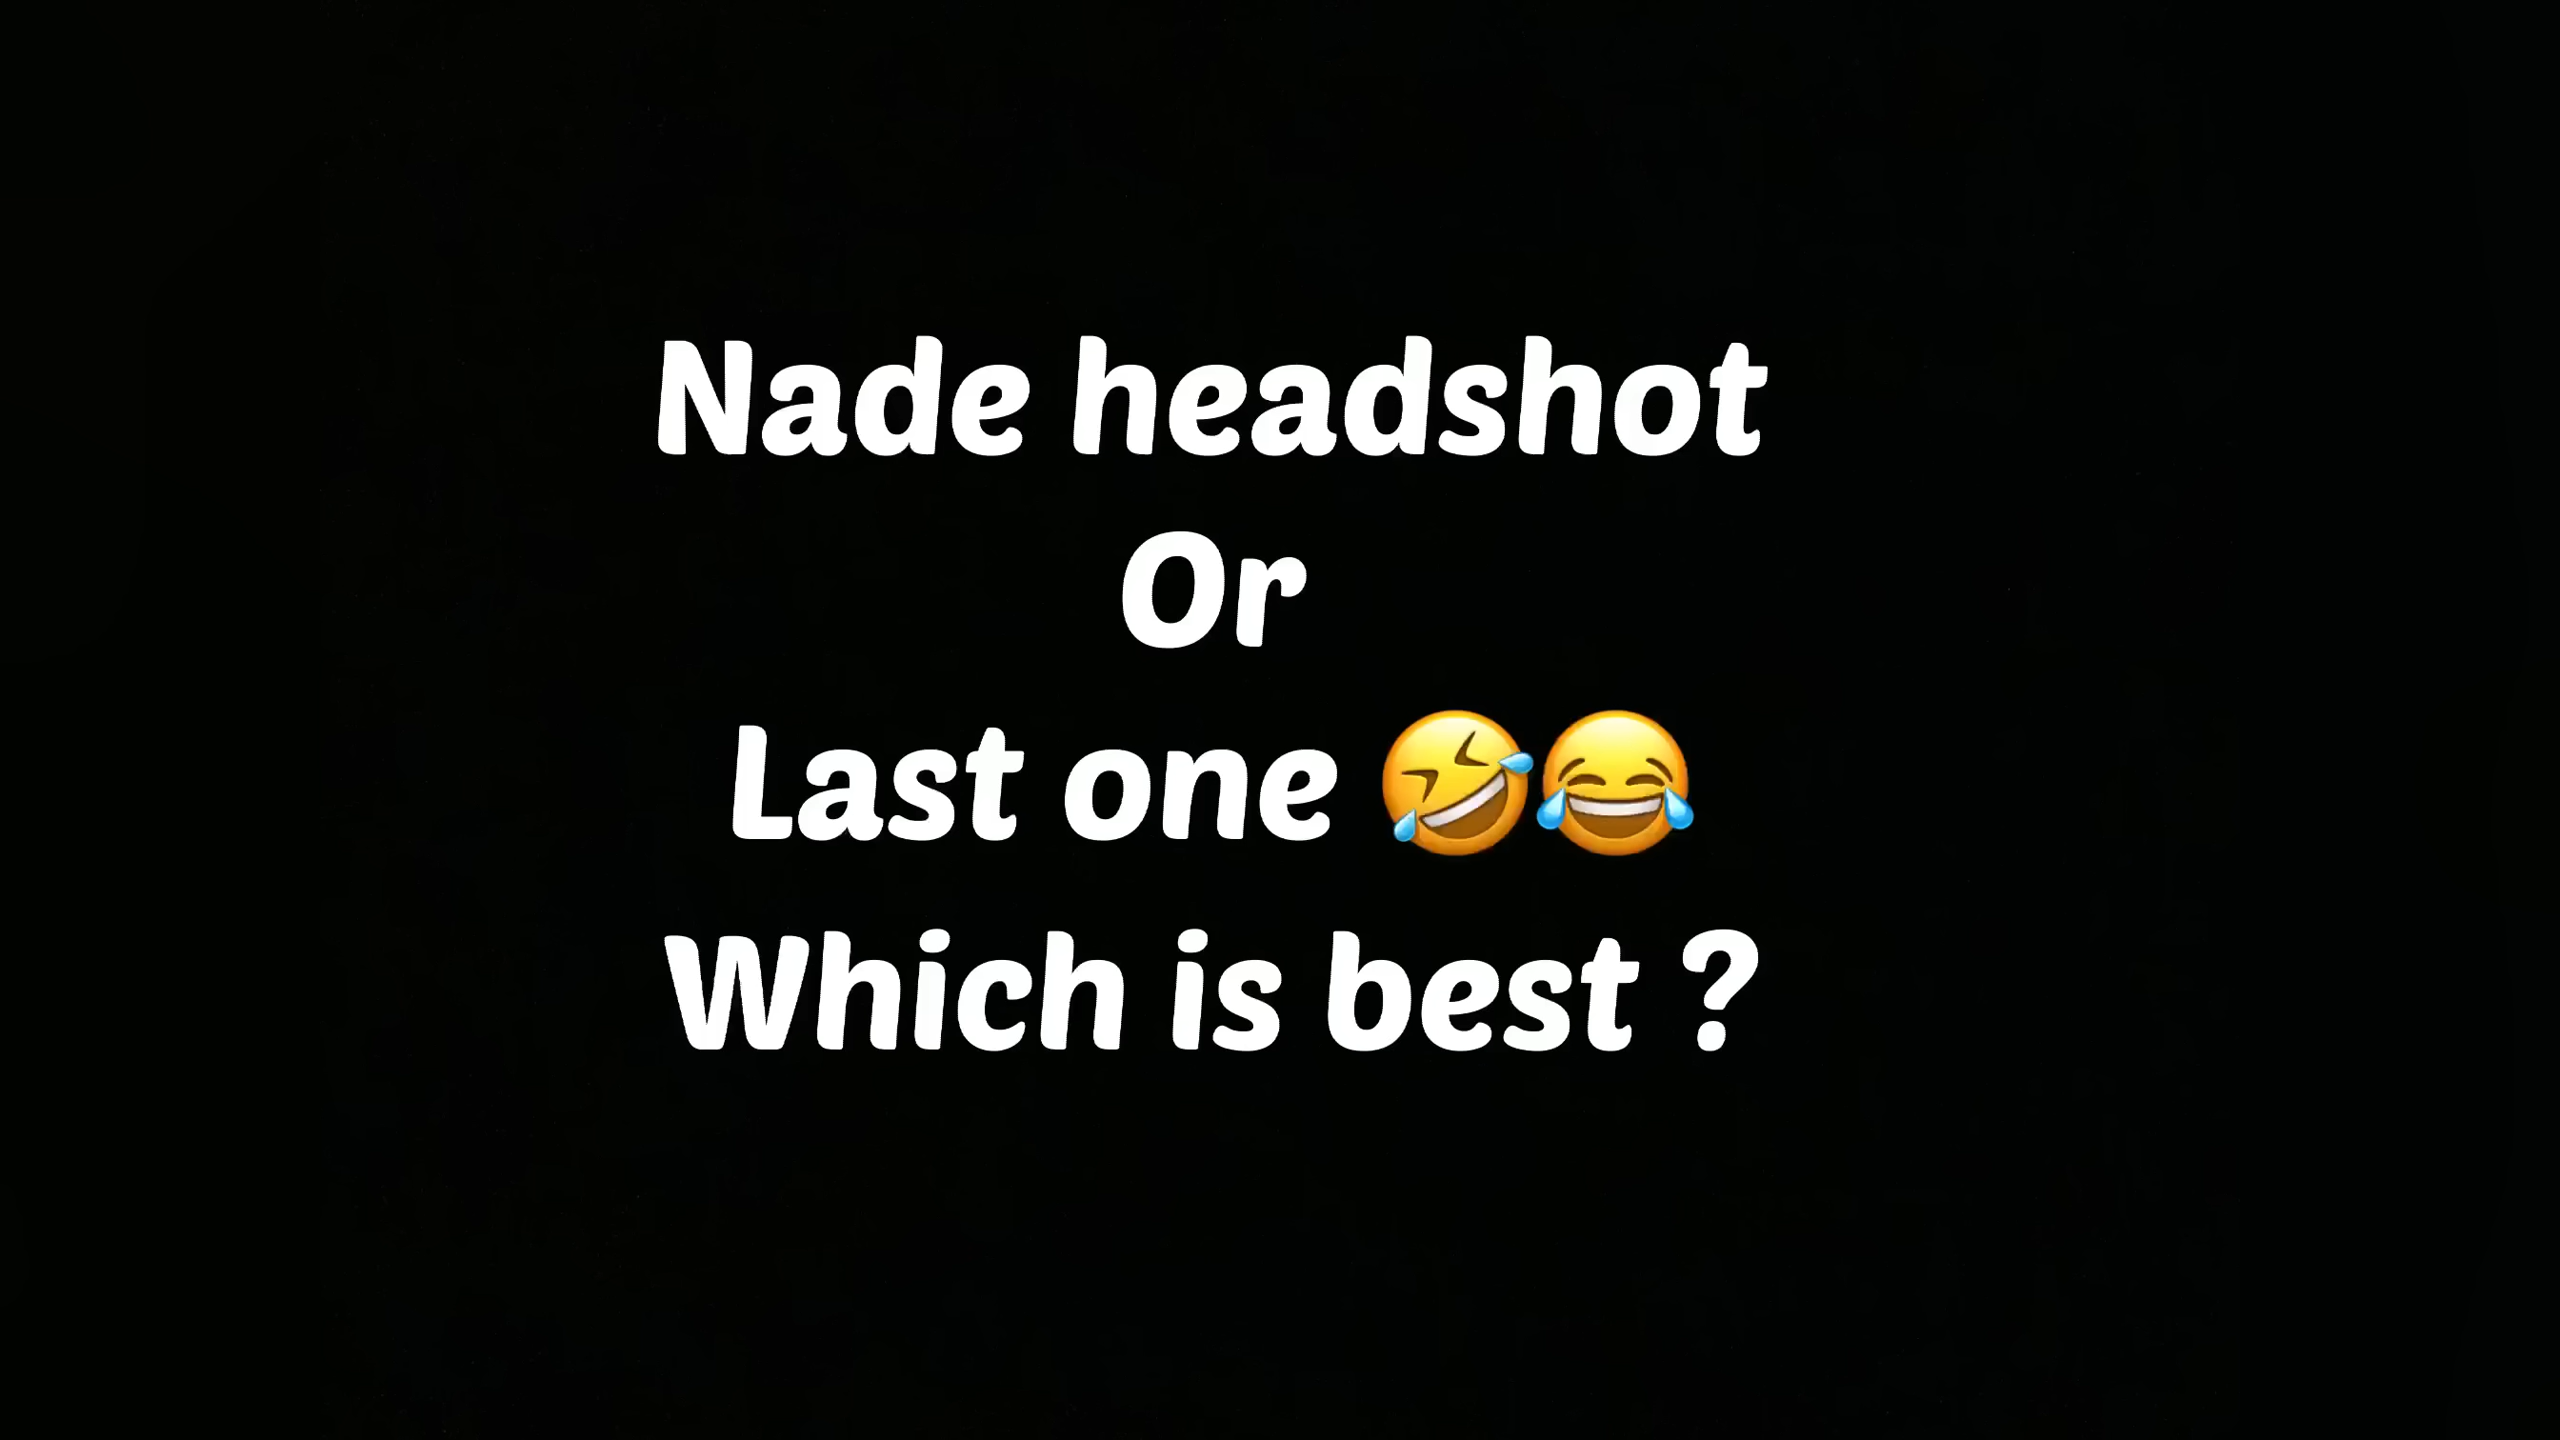 Nade headshot
Or
Last one 🤣😂
Which is best ?